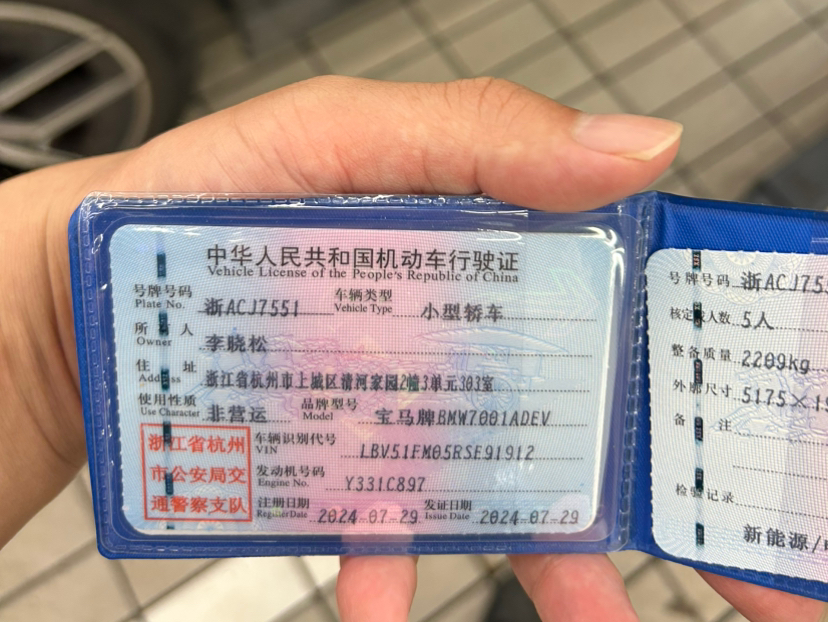 中华人民共和国机动车行驶证
Vehicle License of the People's Republic of China
号牌号码 浙ACJ7551 车辆类型 小型轿车
Plate No. Vehicle Type
所有人 李晓松
Owner
住址 浙江省杭州市上城区清河家园2幢3单元303室
Address
使用性质 非营运 品牌型号 宝马牌BMW7001ADEV
Use Character Model
浙江省杭州
市公安局交
通警察支队
车辆识别代号 LBV51FM05RSE91912
VIN
发动机号码 Y331C897
Engine No.
注册日期 2024-07-29 发证日期 2024-07-29
Register Date Issue Date
号牌号码 浙ACJ755
核定载人数 5人
整备质量 2209kg
外廓尺寸 5175×1
备注
检验记录
新能源/